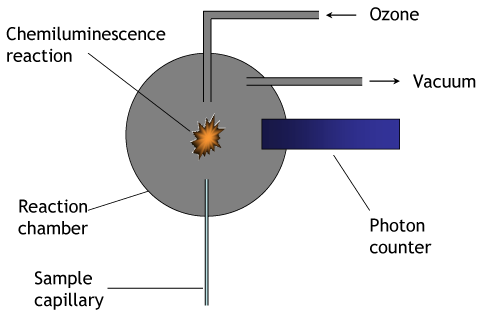 Ozone
Chemiluminescence
reaction
Vacuum
Reaction
chamber
Photon
counter
Sample
capillary